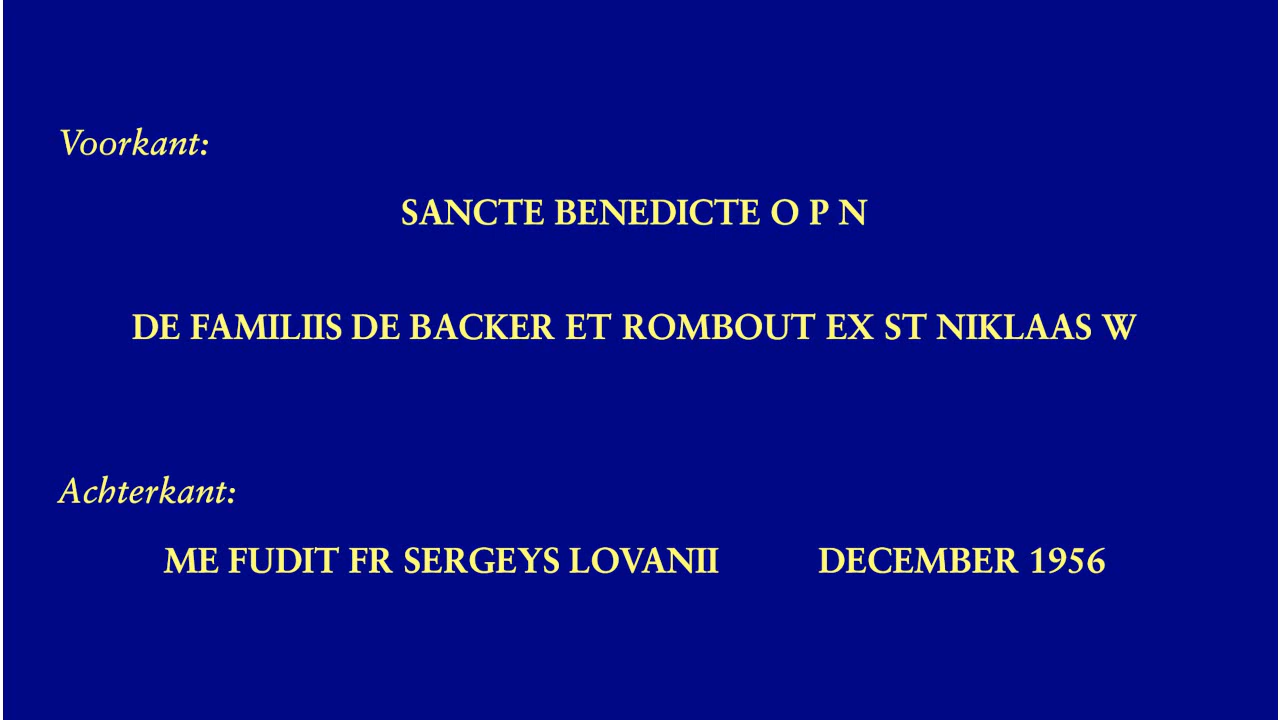 Voorkant:
SANCTE BENEDICTE O P N
DE FAMILIIS DE BACKER ET ROMBOUT EX ST NIKLAAS W
Achterkant:
ME FUDIT FR SERGEYS LOVANII DECEMBER 1956